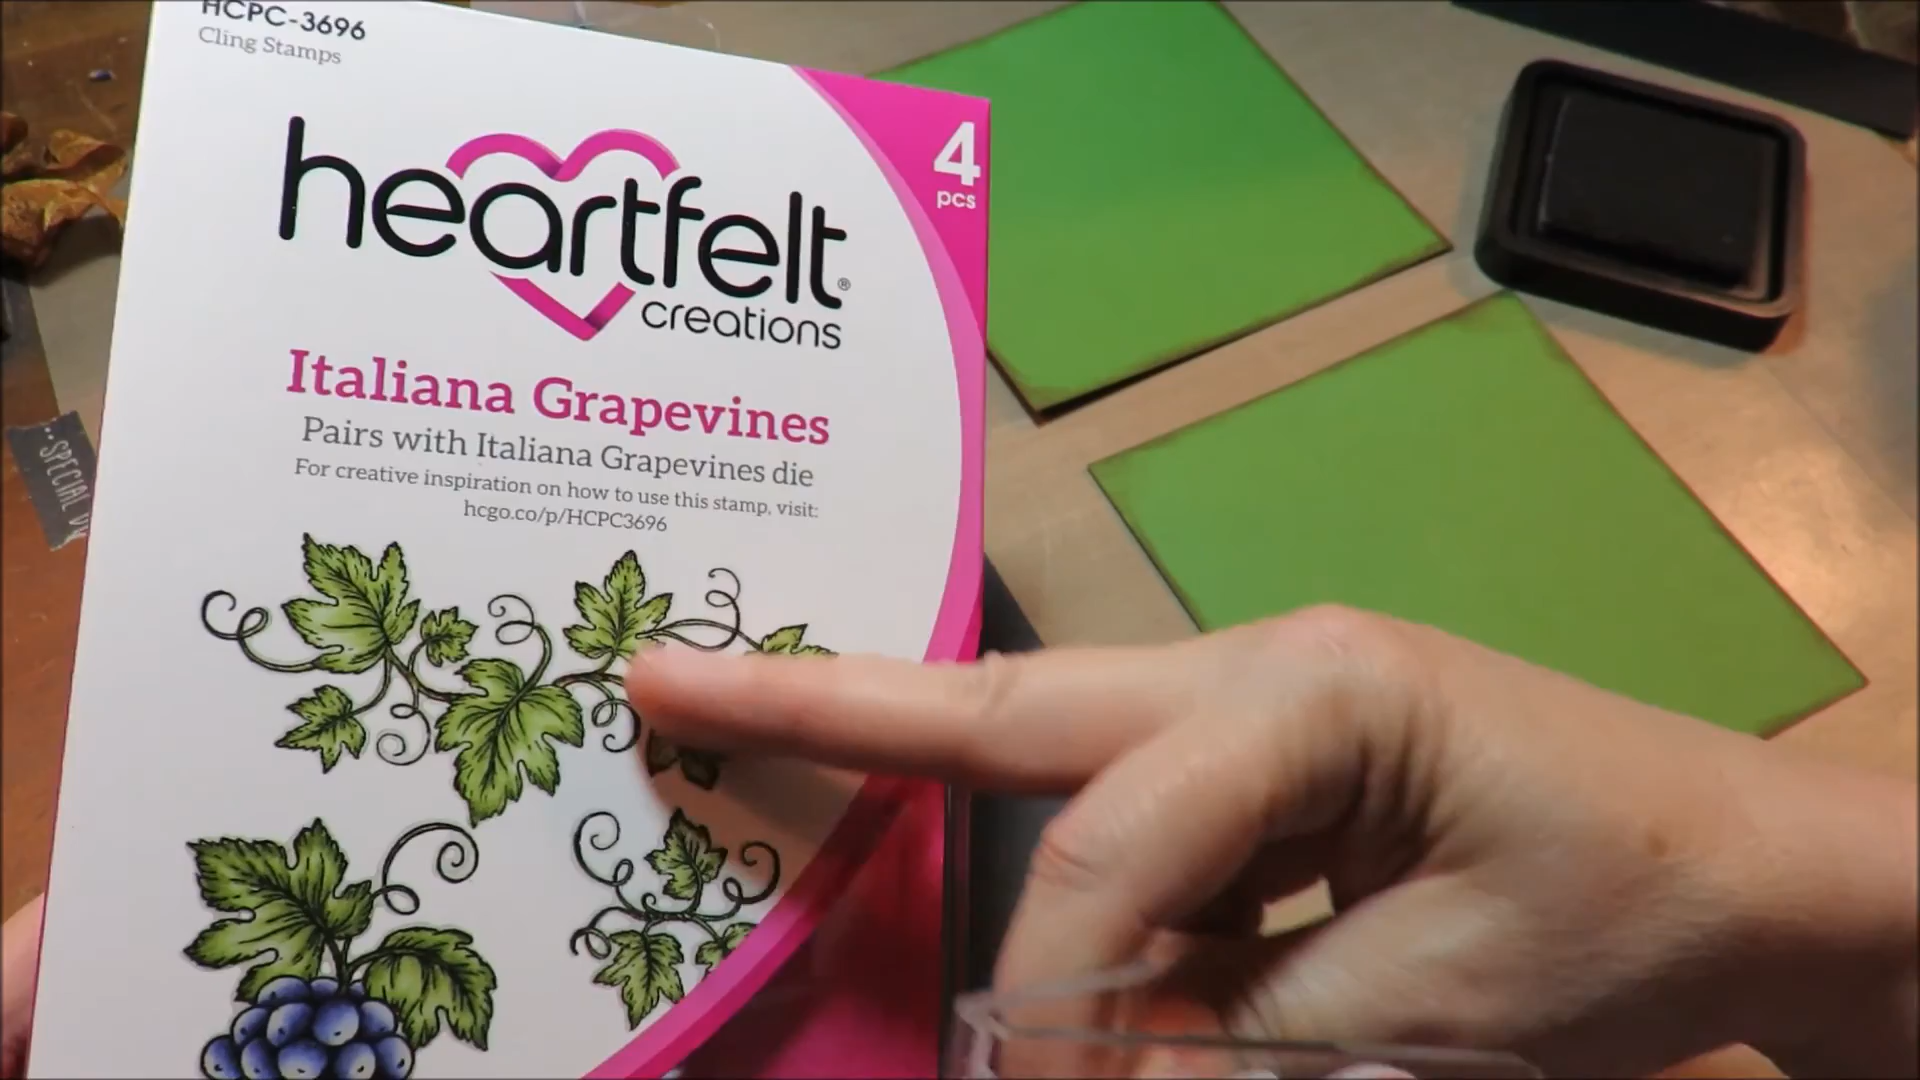 HCPC-3696
Cling Stamps
heartfelt®
creations
4
pcs
Italiana Grapevines
Pairs with Italiana Grapevines die
For creative inspiration on how to use this stamp, visit:
hcgo.co/p/HCPC3696
SPECIAL